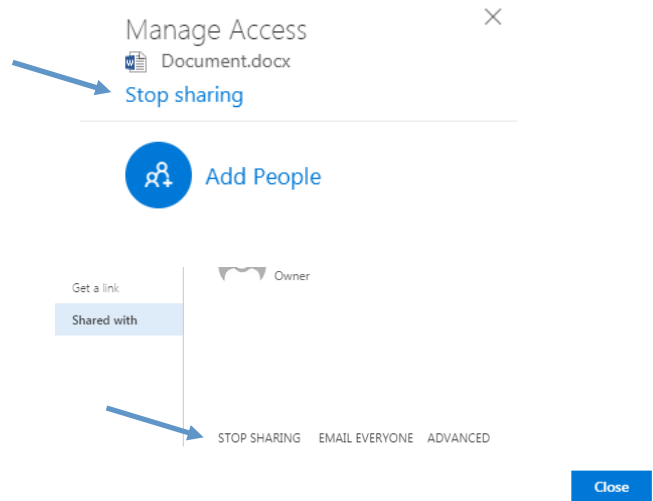 Manage Access
Document.docx
Stop sharing
Add People
Owner
Get a link
Shared with
STOP SHARING EMAIL EVERYONE ADVANCED
Close